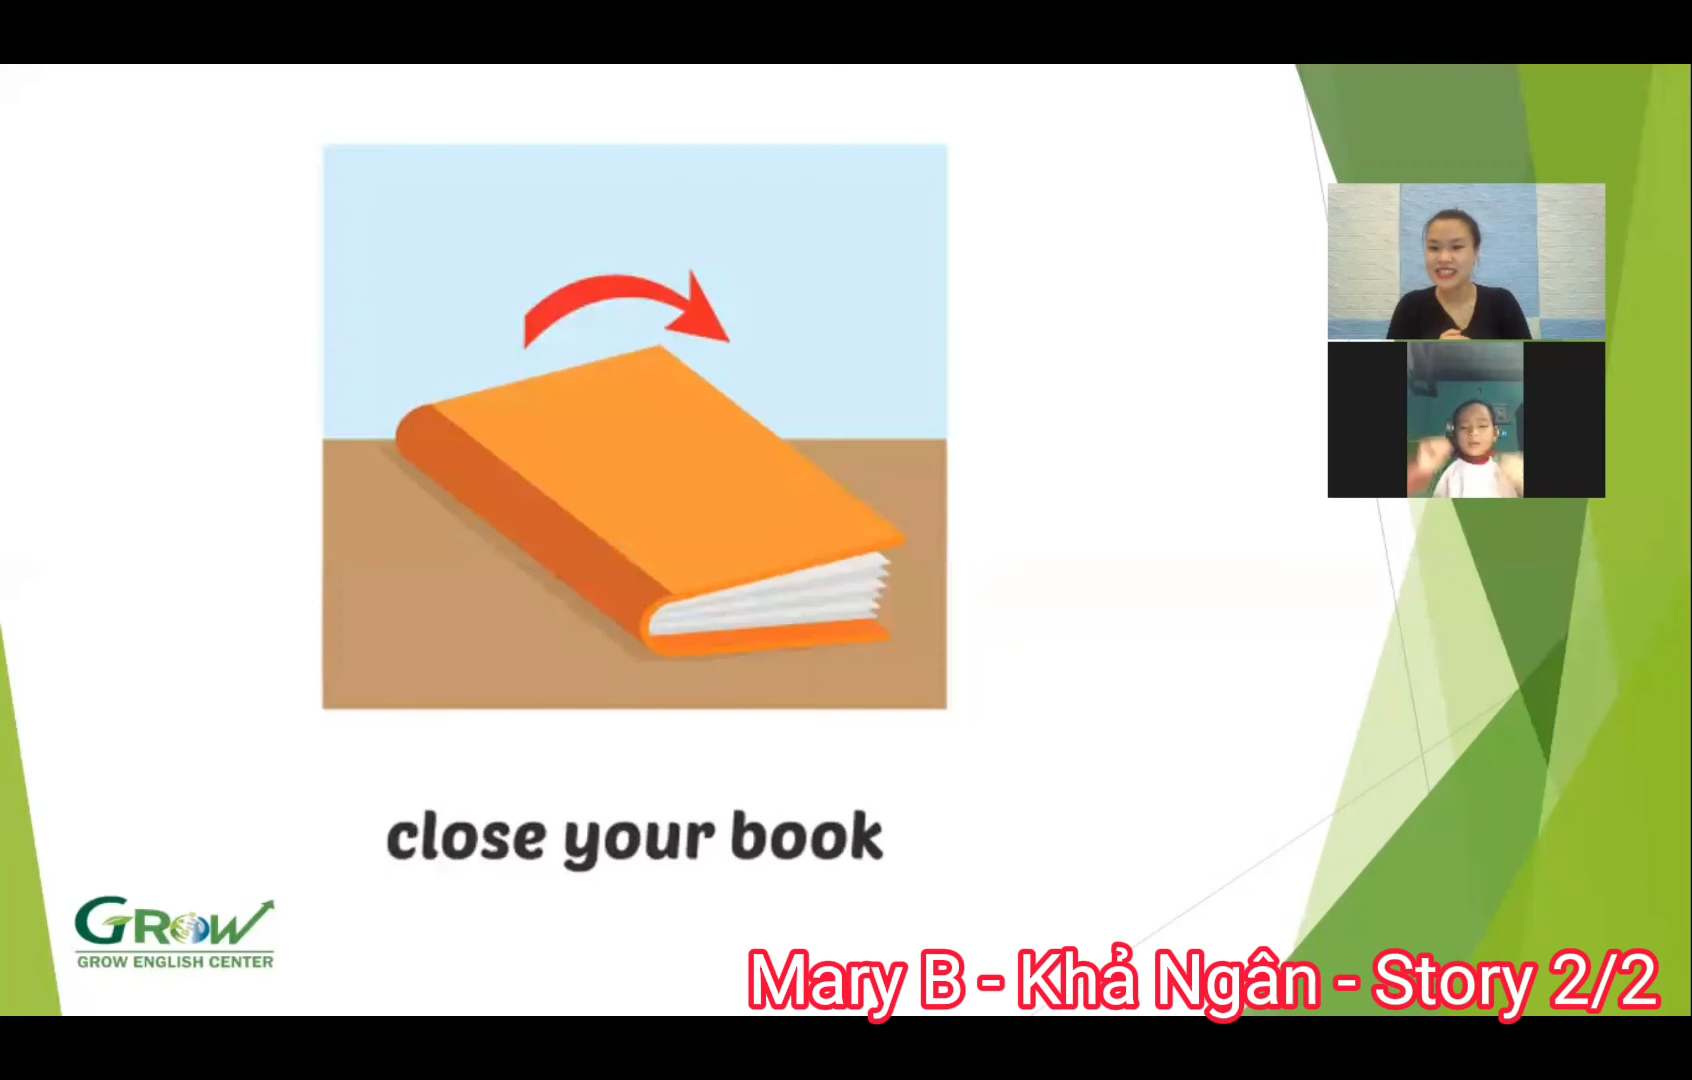 close your book
GROW
GROW ENGLISH CENTER
Mary B - Khả Ngân - Story 2/2